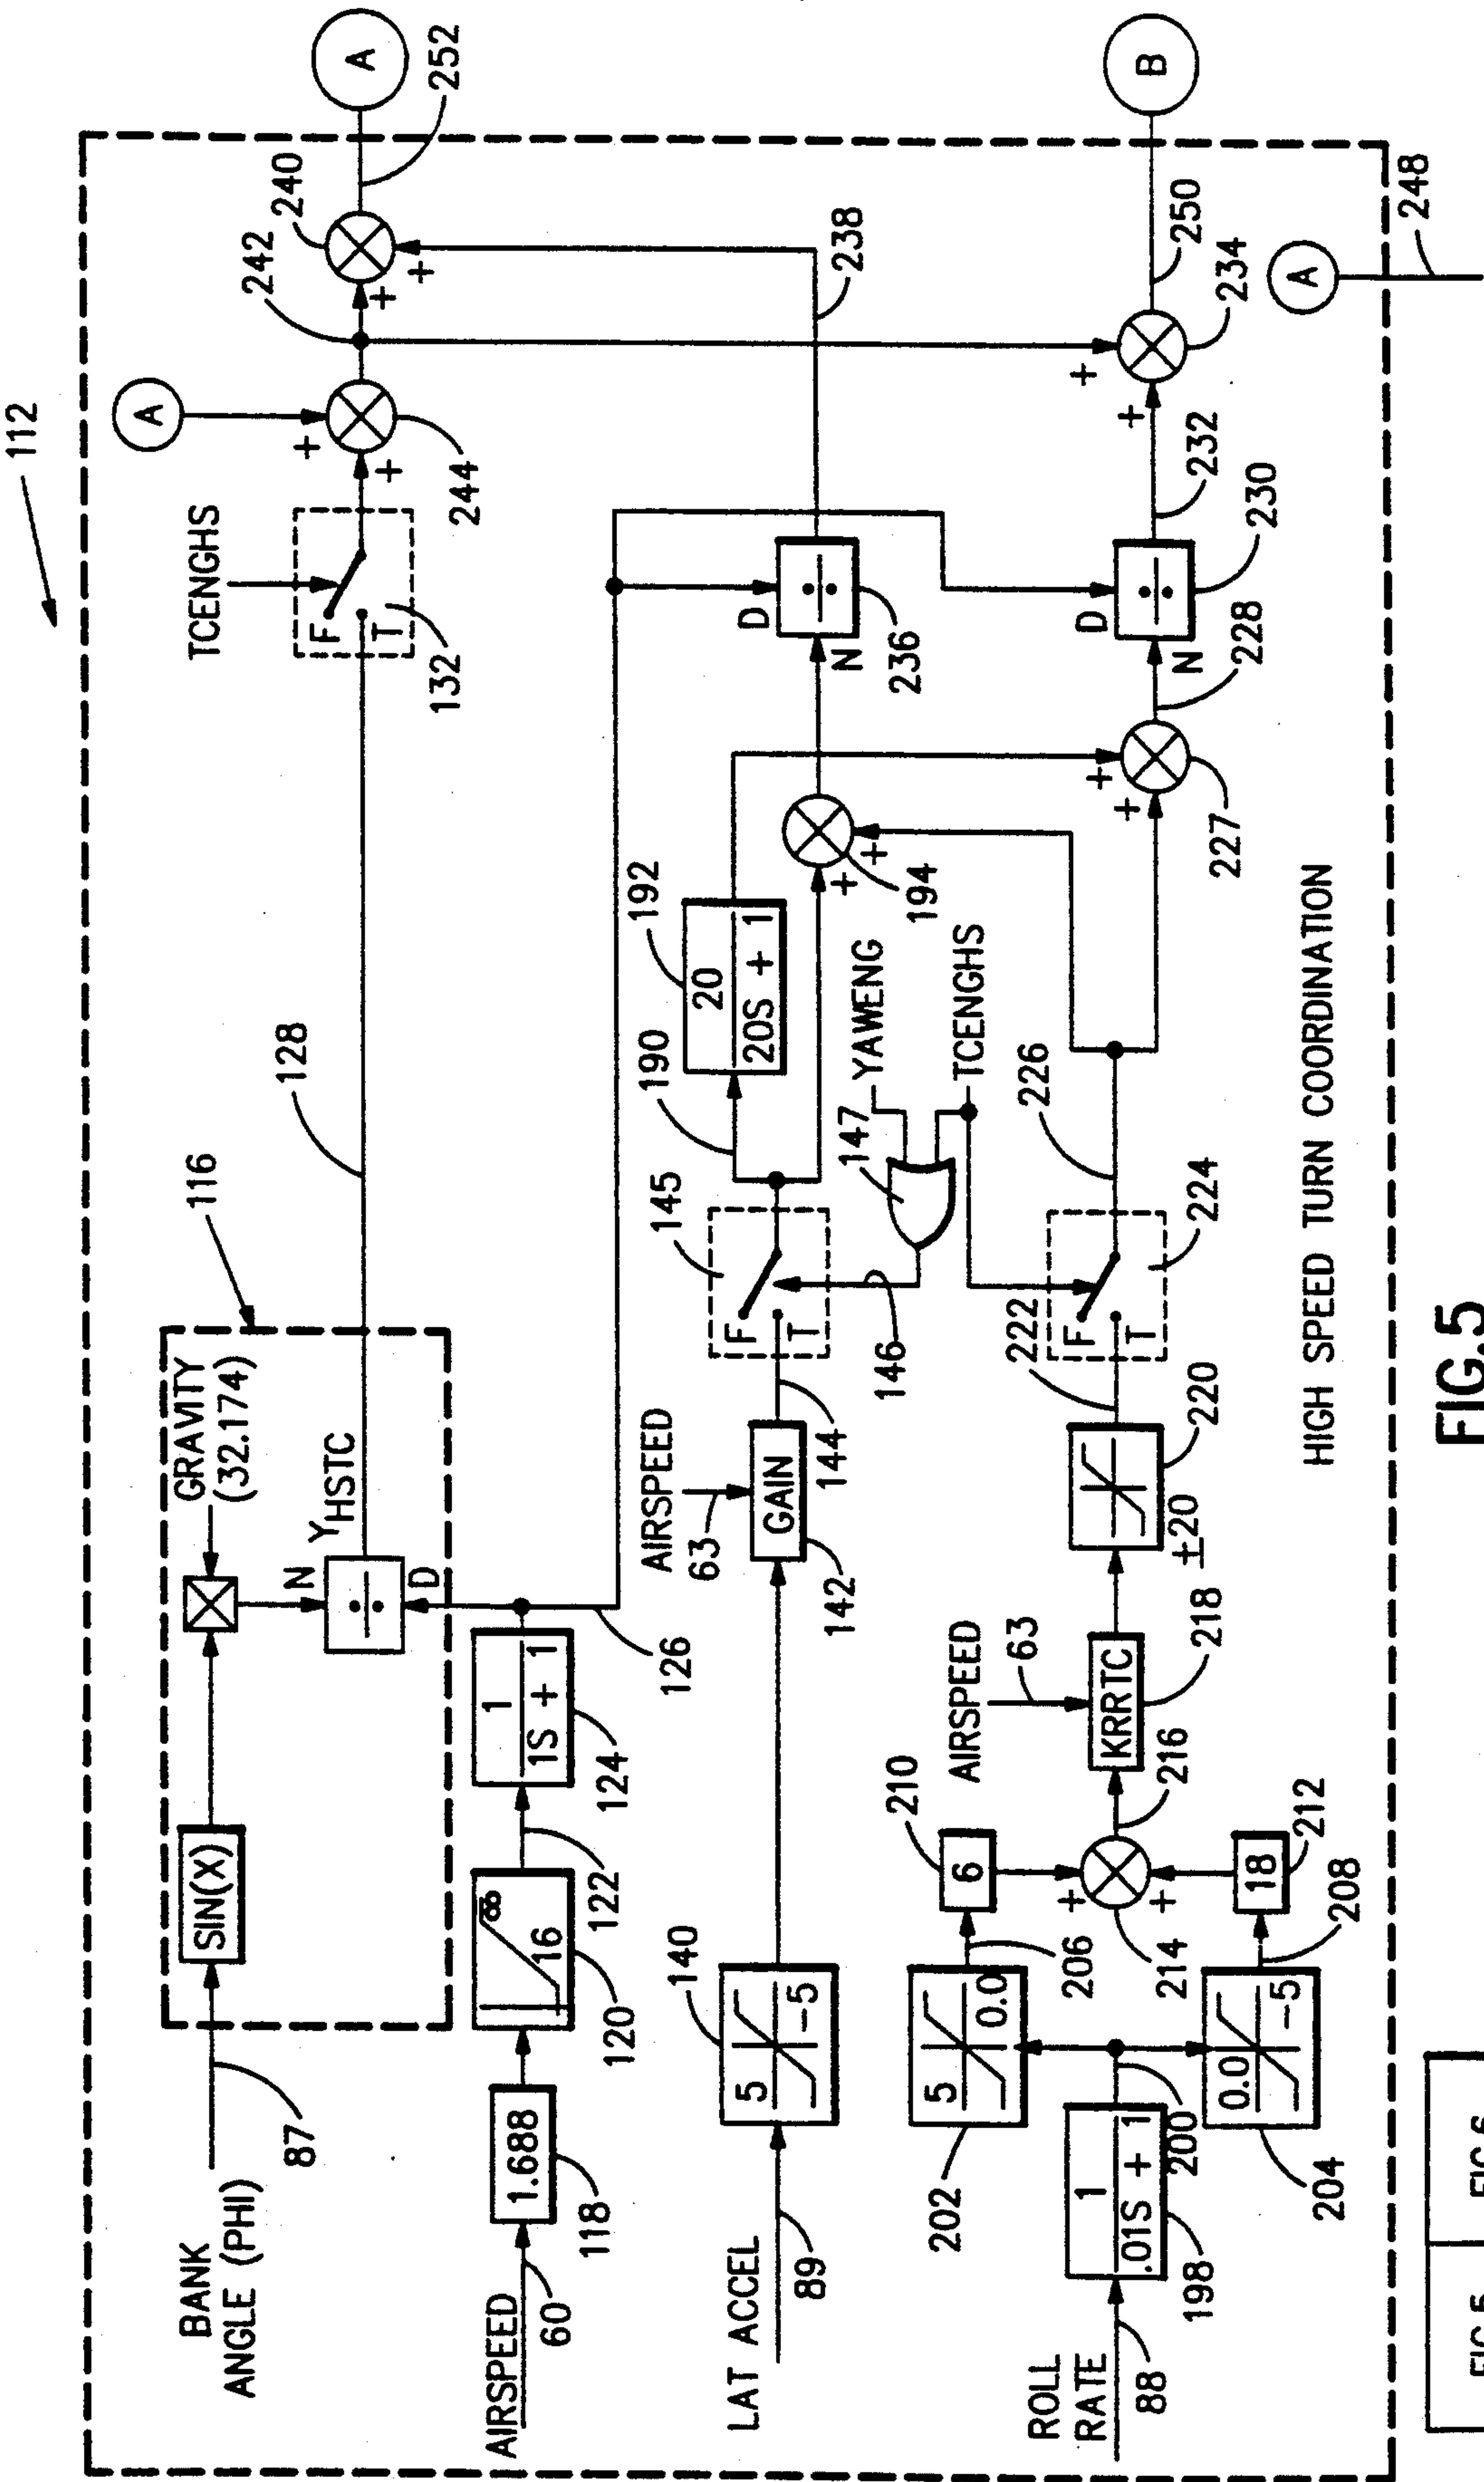 112
BANK
ANGLE (PHI)
87
SIN(X)
GRAVITY
(32.174)
116
N
D
YHSTC
128
TCENGHS
F
T
132
A
+
+
244
242
+
+
240
252
A
AIRSPEED
60
1.688
118
∞
16
120
122
1
1S + 1
124
126
LAT ACCEL
89
5
-5
140
AIRSPEED
63
GAIN
142
144
F
T
145
146
147
190
20
20S + 1
192
YAWENG
TCENGHS
+
+
194
D
N
236
238
ROLL
RATE
88
1
.01S + 1
198
200
5
0.0
202
0.0
-5
204
206
208
6
210
18
212
+
+
214
216
AIRSPEED
63
KRRTC
218
±20
220
222
F
T
224
226
+
+
227
228
D
N
230
232
+
+
234
250
B
A
248
HIGH SPEED TURN COORDINATION
FIG.5